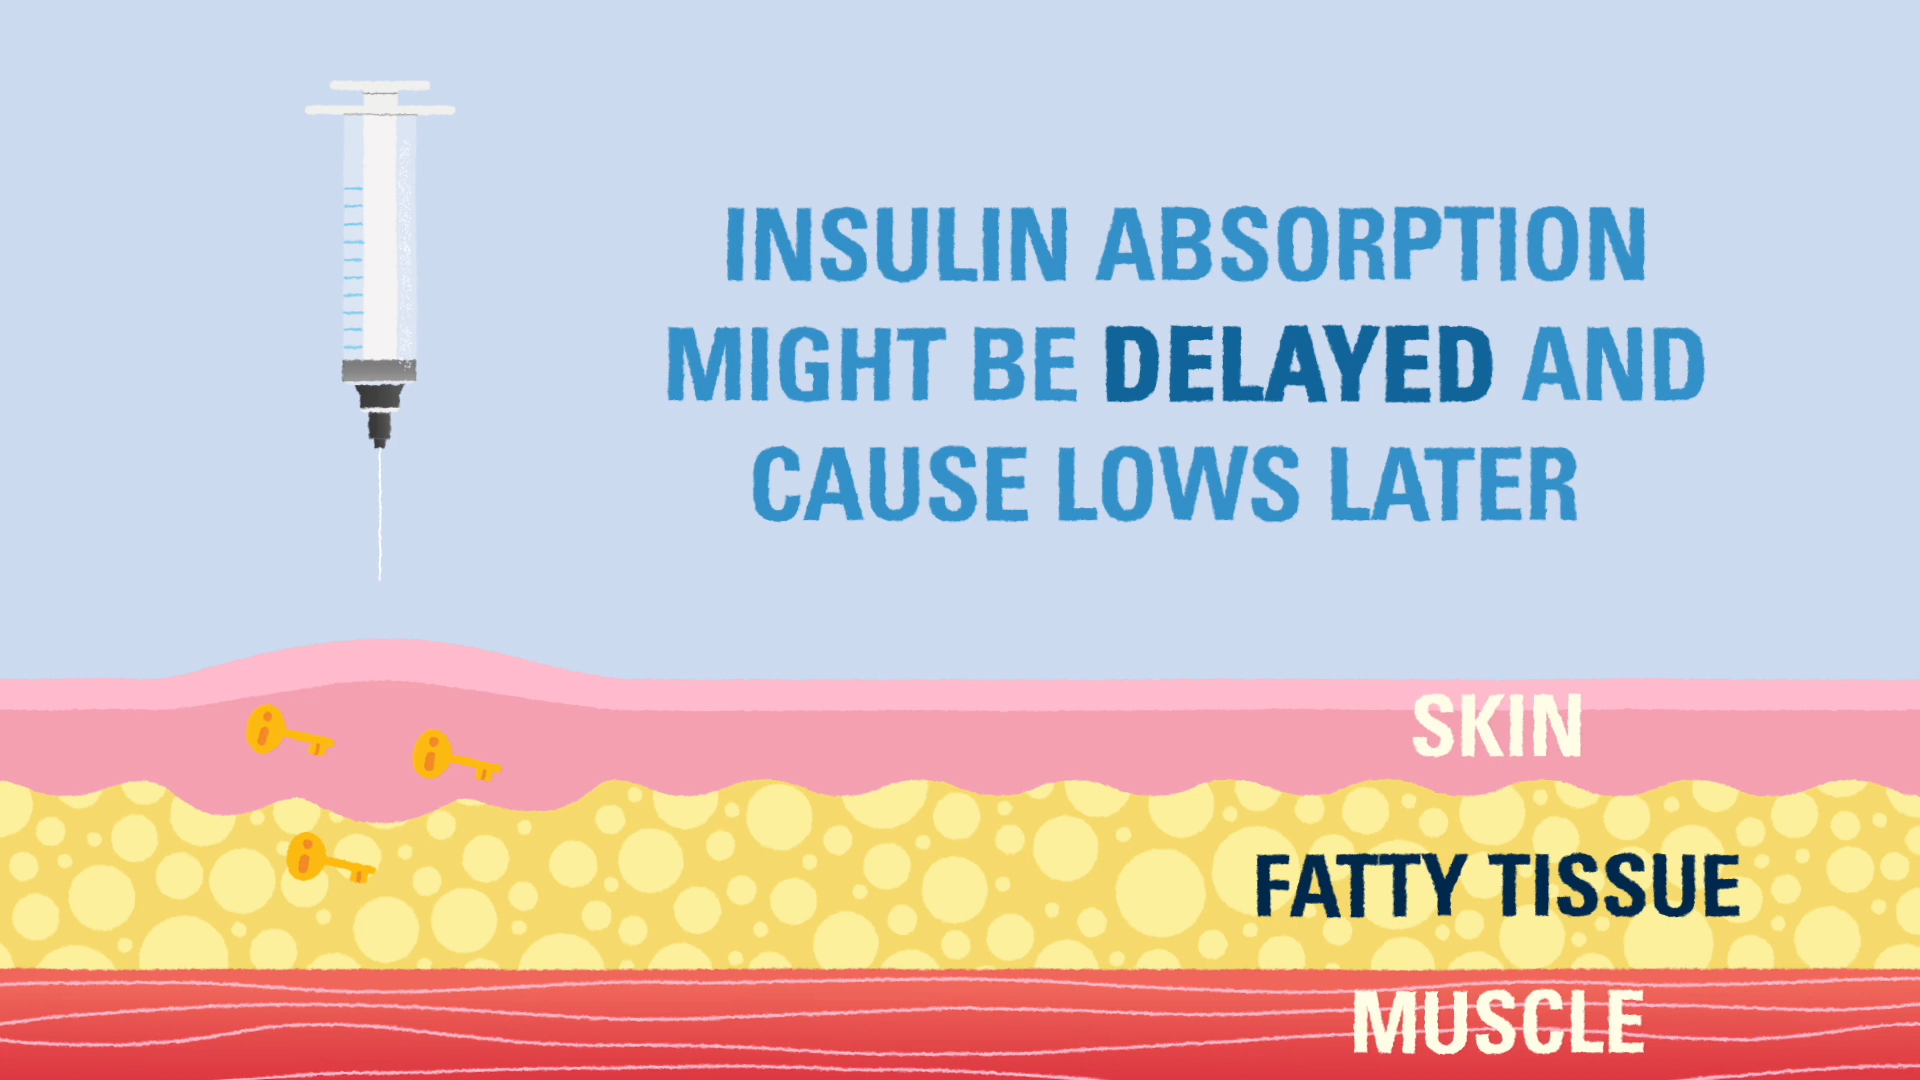 INSULIN ABSORPTION
MIGHT BE DELAYED AND
CAUSE LOWS LATER
SKIN
FATTY TISSUE
MUSCLE